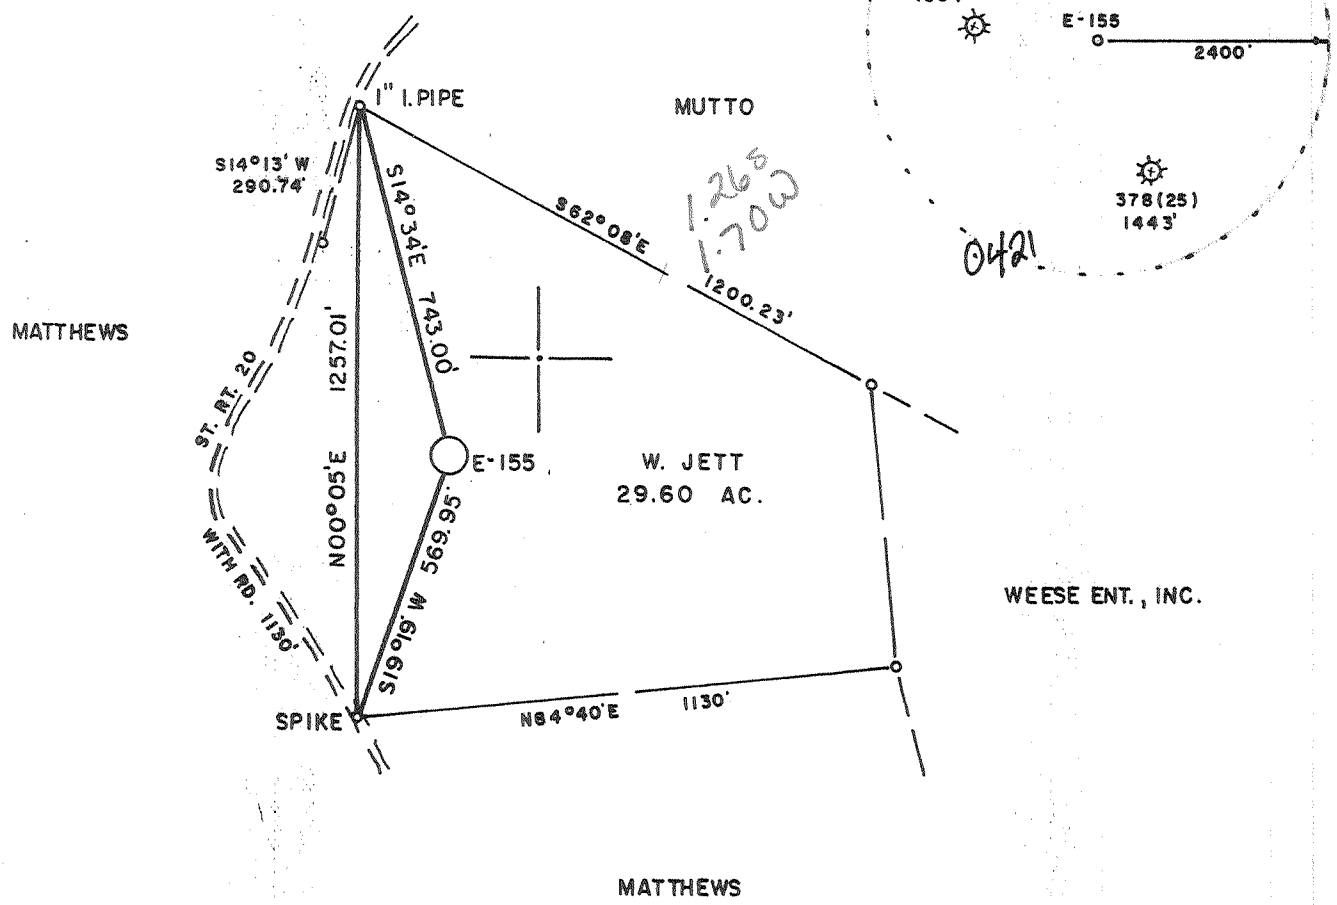 E-155
2400'
1" I. PIPE
MUTTO
S14°13' W
290.74'
S14°34'E 743.00'
S62°08'E
1200.23'
1.26S
1.70W
378(25)
1443'
0421
MATTHEWS
ST. RT. 20
N00°05'E 1257.01'
E-155
W. JETT
29.60 AC.
WITH RD. 1130'
S19°19' W 569.95'
WEESE ENT., INC.
SPIKE
N84°40'E
1130'
MATTHEWS